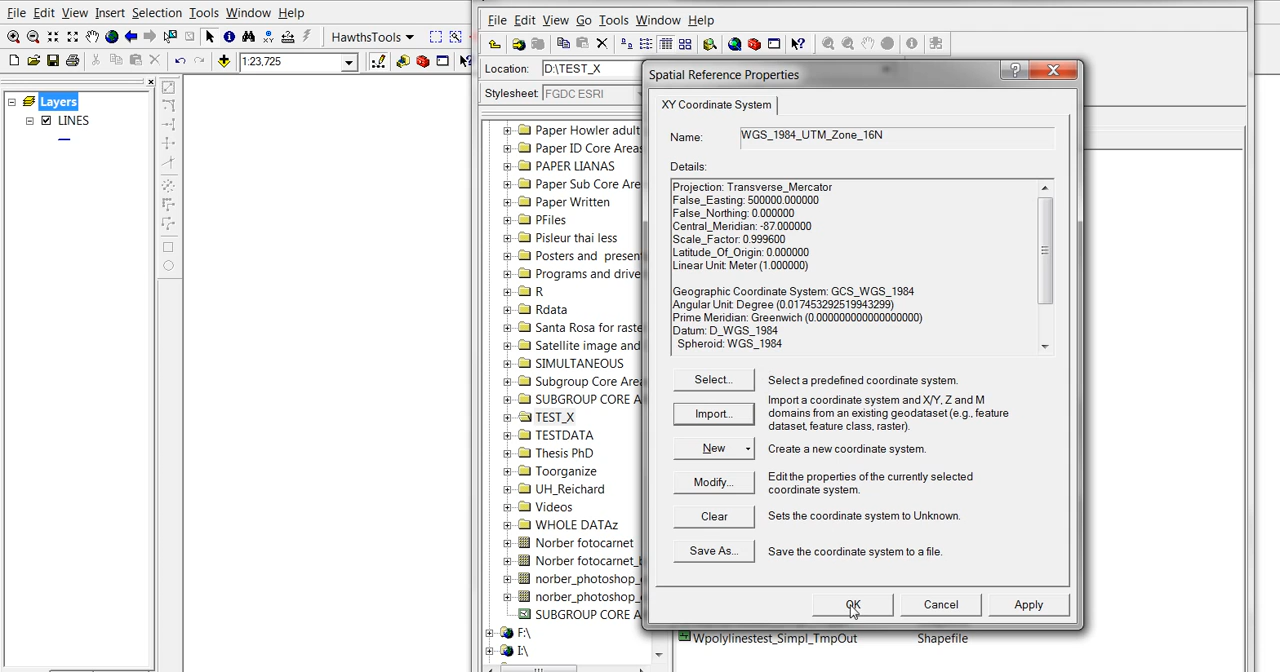 File Edit View Insert Selection Tools Window Help
HawthsTools
1:23,725
Layers
LINES
File Edit View Go Tools Window Help
Location: D:\TEST_X
Stylesheet: FGDC ESRI
Paper Howler adult
Paper ID Core Areas
PAPER LIANAS
Paper Sub Core Are
Paper Written
PFiles
Pisleur thai less
Posters and presen
Programs and drive
R
Rdata
Santa Rosa for raste
Satellite image and
SIMULTANEOUS
Subgroup Core Area
SUBGROUP CORE A
TEST_X
TESTDATA
Thesis PhD
Toorganize
UH_Reichard
Videos
WHOLE DATAz
Norber fotocarnet
Norber fotocarnet_b
norber_photoshop_
norber_photoshop_
SUBGROUP CORE A
F:\
I:\
Spatial Reference Properties
XY Coordinate System
Name: WGS_1984_UTM_Zone_16N
Details:
Projection: Transverse_Mercator
False_Easting: 500000.000000
False_Northing: 0.000000
Central_Meridian: -87.000000
Scale_Factor: 0.999600
Latitude_Of_Origin: 0.000000
Linear Unit: Meter (1.000000)
Geographic Coordinate System: GCS_WGS_1984
Angular Unit: Degree (0.017453292519943299)
Prime Meridian: Greenwich (0.000000000000000000)
Datum: D_WGS_1984
Spheroid: WGS_1984
Select... Select a predefined coordinate system.
Import... Import a coordinate system and X/Y, Z and M
domains from an existing geodataset (e.g., feature
dataset, feature class, raster).
New Create a new coordinate system.
Modify... Edit the properties of the currently selected
coordinate system.
Clear Sets the coordinate system to Unknown.
Save As... Save the coordinate system to a file.
OK Cancel Apply
Wpolylinestest_Simpl_TmpOut Shapefile